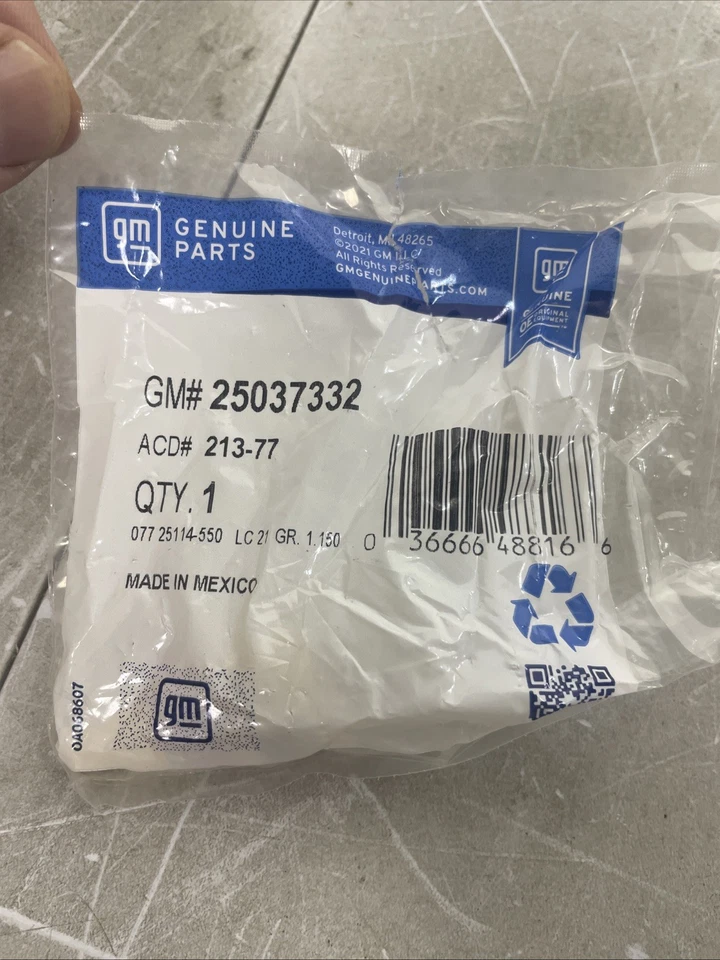 gm GENUINE PARTS
Detroit, MI 48265
©2021 GM LLC
All Rights Reserved
GMGENUINEPARTS.COM
gm
GENUINE
ORIGINAL
EQUIPMENT
GM# 25037332
ACD# 213-77
QTY. 1
077 25114-550 LC GR. 1.150
0 36666 48816 6
MADE IN MEXICO
gm